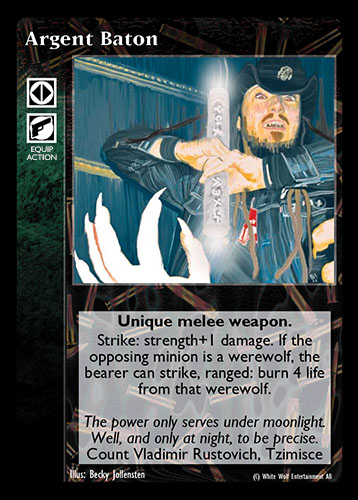 Argent Baton
EQUIP
ACTION
Unique melee weapon.
Strike: strength+1 damage. If the
opposing minion is a werewolf, the
bearer can strike, ranged: burn 4 life
from that werewolf.
The power only serves under moonlight.
Well, and only at night, to be precise.
Count Vladimir Rustovich, Tzimisce
Illus: Becky Jollensten
(C) White Wolf Entertainment AB